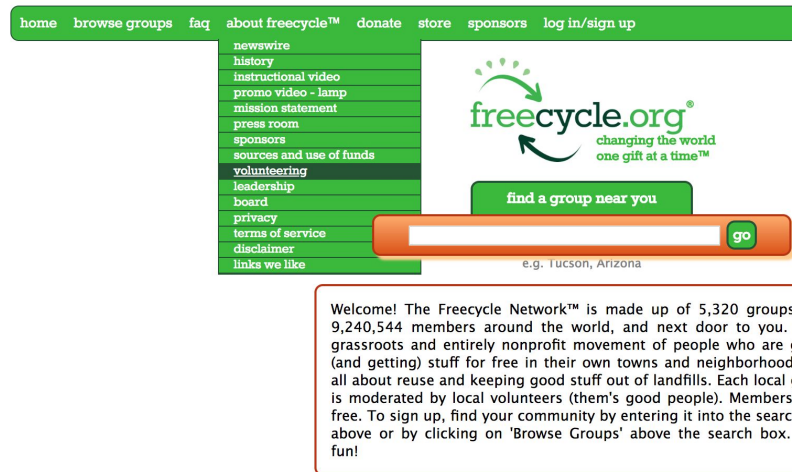 home browse groups faq about freecycle™ donate store sponsors log in/sign up
newswire
history
instructional video
promo video - lamp
mission statement
press room
sponsors
sources and use of funds
volunteering
leadership
board
privacy
terms of service
disclaimer
links we like
freecycle.org®
changing the world
one gift at a time™
find a group near you
go
e.g. Tucson, Arizona
Welcome! The Freecycle Network™ is made up of 5,320 groups
9,240,544 members around the world, and next door to you.
grassroots and entirely nonprofit movement of people who are
(and getting) stuff for free in their own towns and neighborhood
all about reuse and keeping good stuff out of landfills. Each local
is moderated by local volunteers (them's good people). Members
free. To sign up, find your community by entering it into the searc
above or by clicking on 'Browse Groups' above the search box.
fun!